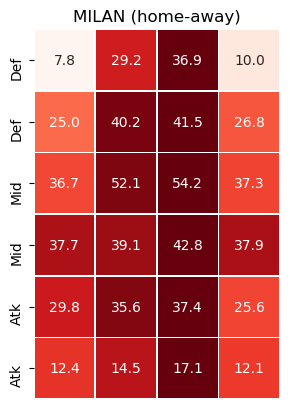 MILAN (home-away)
Def 7.8 29.2 36.9 10.0
Def 25.0 40.2 41.5 26.8
Mid 36.7 52.1 54.2 37.3
Mid 37.7 39.1 42.8 37.9
Atk 29.8 35.6 37.4 25.6
Atk 12.4 14.5 17.1 12.1